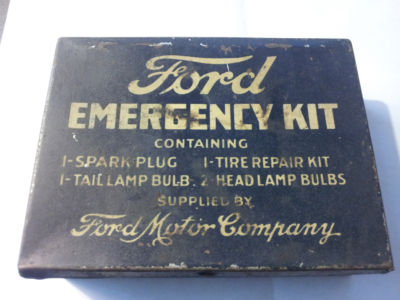 Ford
EMERGENCY KIT
CONTAINING
1-SPARK PLUG 1-TIRE REPAIR KIT
1-TAIL LAMP BULB. 2-HEAD LAMP BULBS
SUPPLIED BY
Ford Motor Company